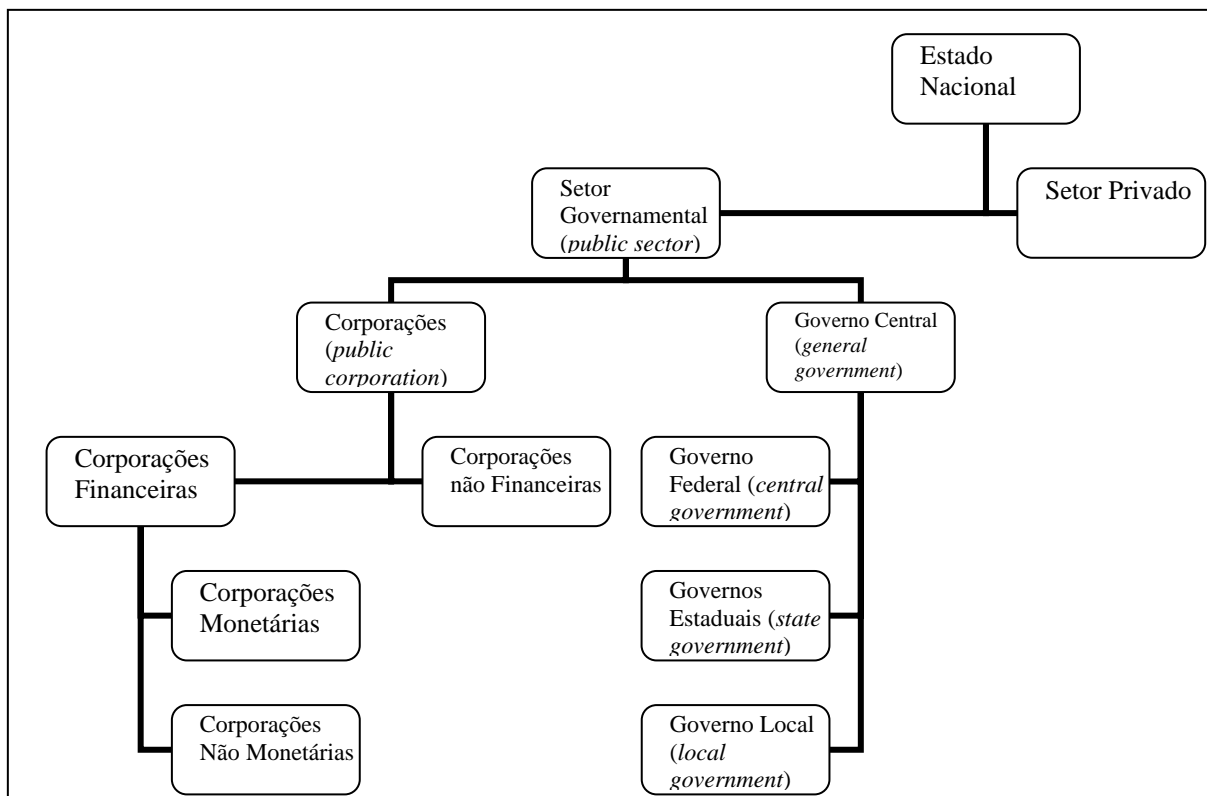 Estado
Nacional
Setor
Governamental
(public sector)
Setor Privado
Corporações
(public
corporation)
Governo Central
(general
government)
Corporações
Financeiras
Corporações
não Financeiras
Governo
Federal (central
government)
Corporações
Monetárias
Governos
Estaduais (state
government)
Corporações
Não Monetárias
Governo Local
(local
government)